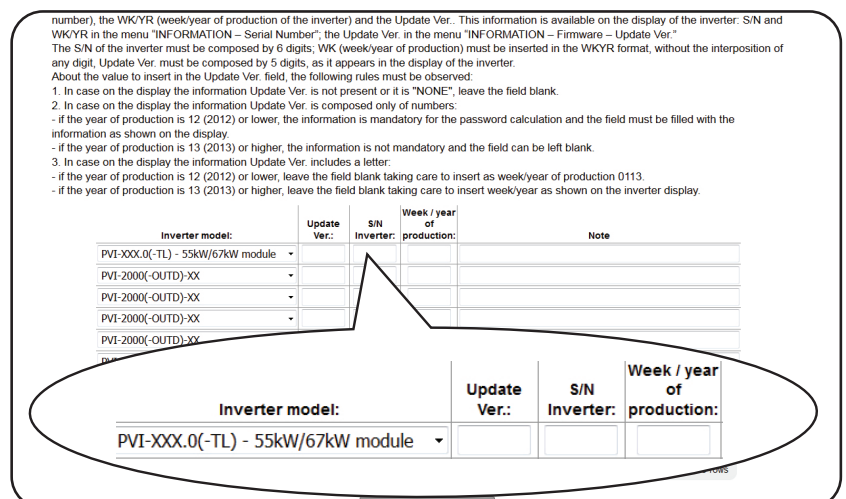 number), the WK/YR (week/year of production of the inverter) and the Update Ver.. This information is available on the display of the inverter: S/N and
WK/YR in the menu "INFORMATION – Serial Number"; the Update Ver. in the menu "INFORMATION – Firmware – Update Ver."
The S/N of the inverter must be composed by 6 digits; WK (week/year of production) must be inserted in the WKYR format, without the interposition of
any digit, Update Ver. must be composed by 5 digits, as it appears in the display of the inverter.
About the value to insert in the Update Ver. field, the following rules must be observed:
1. In case on the display the information Update Ver. is not present or it is "NONE", leave the field blank.
2. In case on the display the information Update Ver. is composed only of numbers:
- if the year of production is 12 (2012) or lower, the information is mandatory for the password calculation and the field must be filled with the
information as shown on the display.
- if the year of production is 13 (2013) or higher, the information is not mandatory and the field can be left blank.
3. In case on the display the information Update Ver. includes a letter:
- if the year of production is 12 (2012) or lower, leave the field blank taking care to insert as week/year of production 0113.
- if the year of production is 13 (2013) or higher, leave the field blank taking care to insert week/year as shown on the inverter display.
Inverter model: Update Ver.: S/N Inverter: Week / year of production: Note
PVI-XXX.0(-TL) - 55kW/67kW module
PVI-2000(-OUTD)-XX
PVI-2000(-OUTD)-XX
PVI-2000(-OUTD)-XX
PVI-2000(-OUTD)-XX
Inverter model: Update Ver.: S/N Inverter: Week / year of production:
PVI-XXX.0(-TL) - 55kW/67kW module